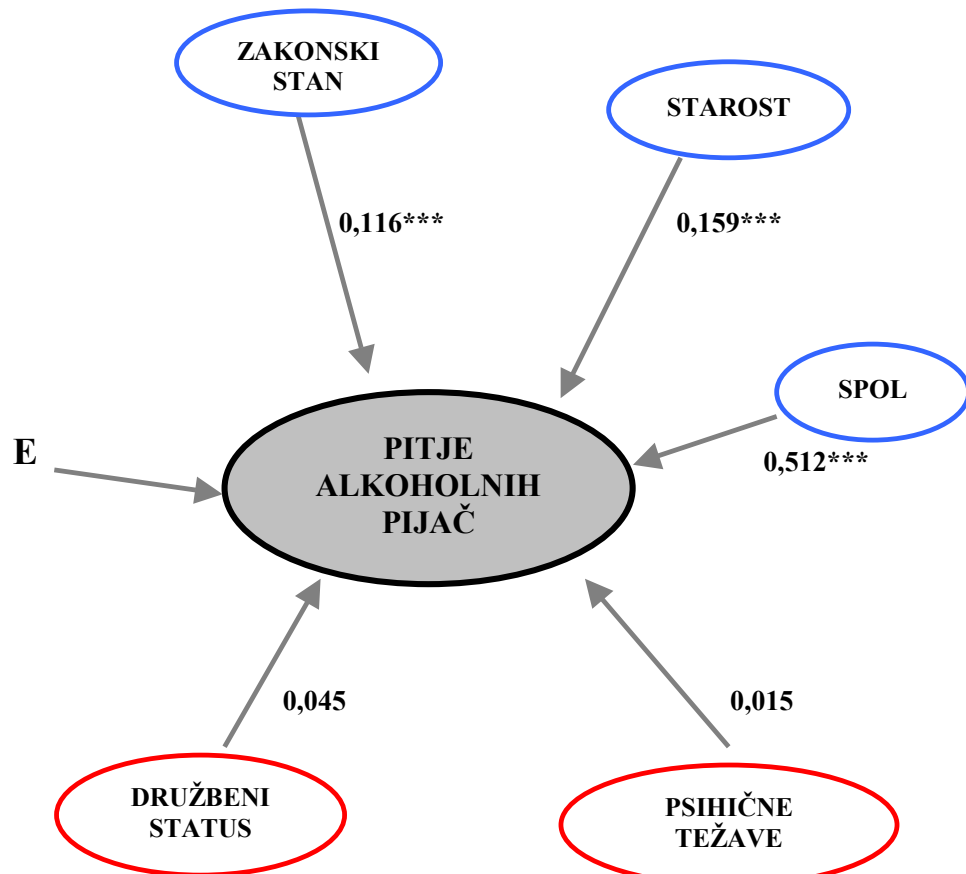 ZAKONSKI
STAN
STAROST
0,116***
0,159***
SPOL
E
PITJE
ALKOHOLNIH
PIJAČ
0,512***
0,045
0,015
DRUŽBENI
STATUS
PSIHIČNE
TEŽAVE